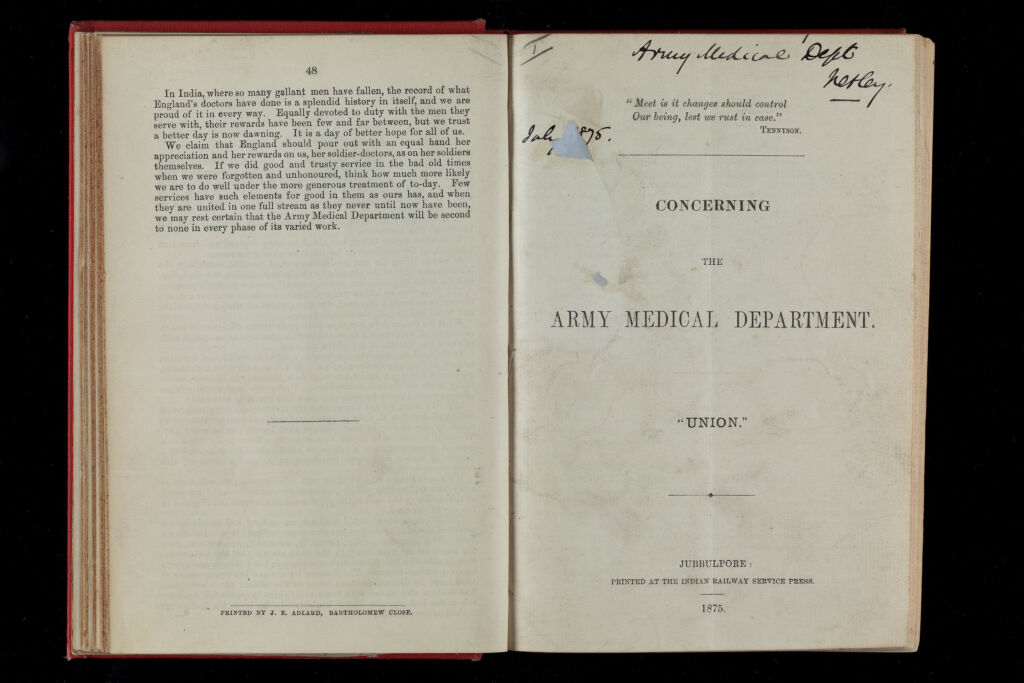 48
In India, where so many gallant men have fallen, the record of what
England's doctors have done is a splendid history in itself, and we are
proud of it in every way. Equally devoted to duty with the men they
serve with, their rewards have been few and far between, but we trust
a better day is now dawning. It is a day of better hope for all of us.
We claim that England should pour out with an equal hand her
appreciation and her rewards on us, her soldier-doctors, as on her soldiers
themselves. If we did good and trusty service in the bad old times
when we were forgotten and unhonoured, think how much more likely
we are to do well under the more generous treatment of to-day. Few
services have such elements for good in them as ours has, and when
they are united in one full stream as they never until now have been,
we may rest certain that the Army Medical Department will be second
to none in every phase of its varied work.
PRINTED BY J. E. ADLARD, BARTHOLOMEW CLOSE.
I
Army Medical Dept
Netley.
"Meet is it changes should control
Our being, lest we rust in ease."
TENNYSON.
July 1875.
CONCERNING
THE
ARMY MEDICAL DEPARTMENT.
"UNION."
JUBBULPORE:
PRINTED AT THE INDIAN RAILWAY SERVICE PRESS.
1875.